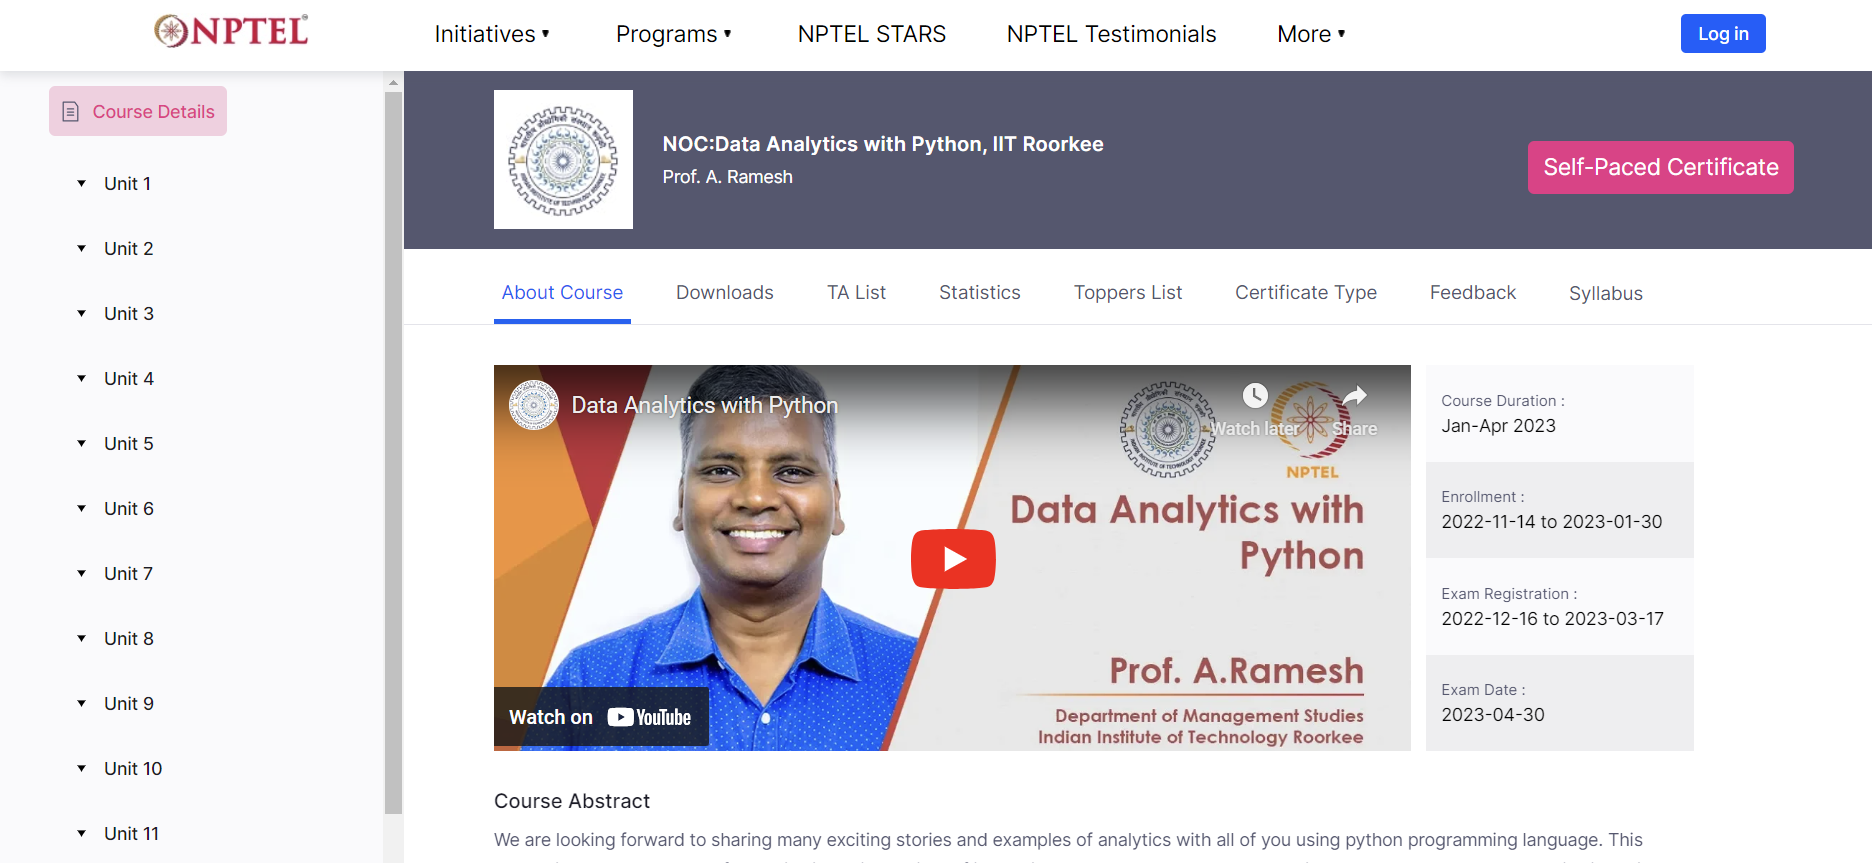 NPTEL
Initiatives ▾
Programs ▾
NPTEL STARS
NPTEL Testimonials
More ▾
Log in
Course Details
Unit 1
Unit 2
Unit 3
Unit 4
Unit 5
Unit 6
Unit 7
Unit 8
Unit 9
Unit 10
Unit 11
NOC:Data Analytics with Python, IIT Roorkee
Prof. A. Ramesh
Self-Paced Certificate
About Course
Downloads
TA List
Statistics
Toppers List
Certificate Type
Feedback
Syllabus
Data Analytics with Python
Watch later
Share
NPTEL
Data Analytics with
Python
Prof. A.Ramesh
Department of Management Studies
Indian Institute of Technology Roorkee
Watch on YouTube
Course Duration :
Jan-Apr 2023
Enrollment :
2022-11-14 to 2023-01-30
Exam Registration :
2022-12-16 to 2023-03-17
Exam Date :
2023-04-30
Course Abstract
We are looking forward to sharing many exciting stories and examples of analytics with all of you using python programming language. This